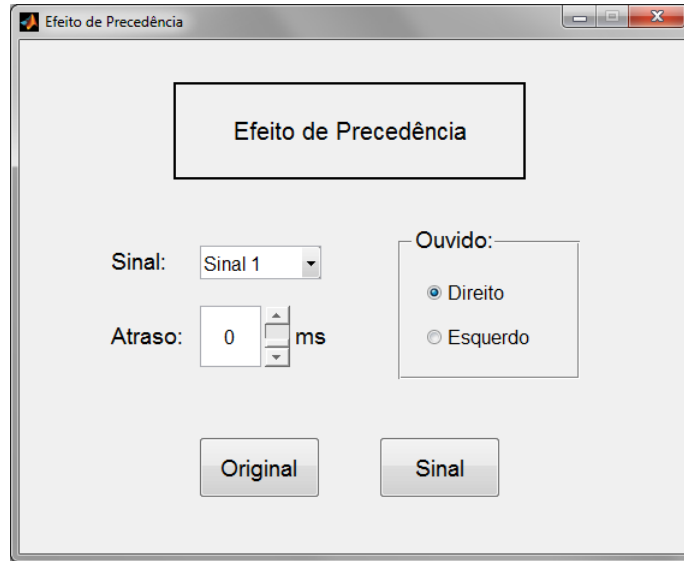 Efeito de Precedência
Efeito de Precedência
Sinal:
Sinal 1
Atraso:
0
ms
Ouvido:
Direito
Esquerdo
Original
Sinal